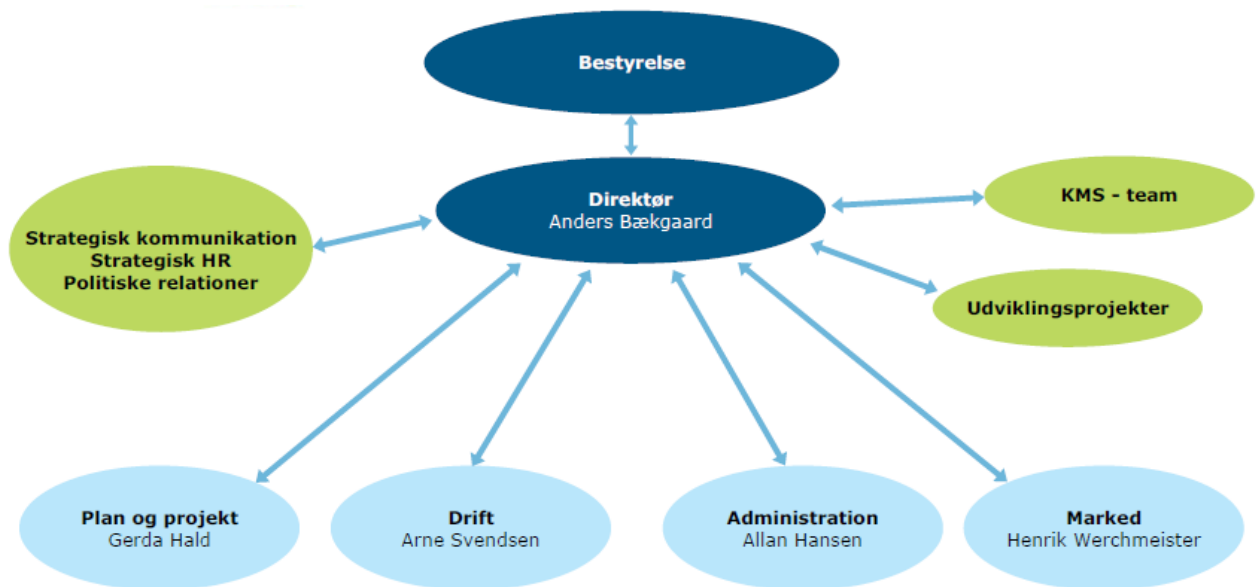 Bestyrelse
Direktør
Anders Bækgaard
KMS - team
Strategisk kommunikation
Strategisk HR
Politiske relationer
Udviklingsprojekter
Plan og projekt
Gerda Hald
Drift
Arne Svendsen
Administration
Allan Hansen
Marked
Henrik Werchmeister